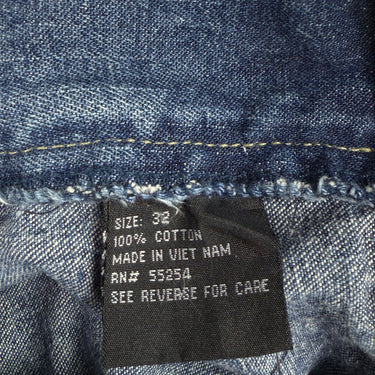 SIZE: 32
100% COTTON
MADE IN VIET NAM
RN# 55254
SEE REVERSE FOR CARE